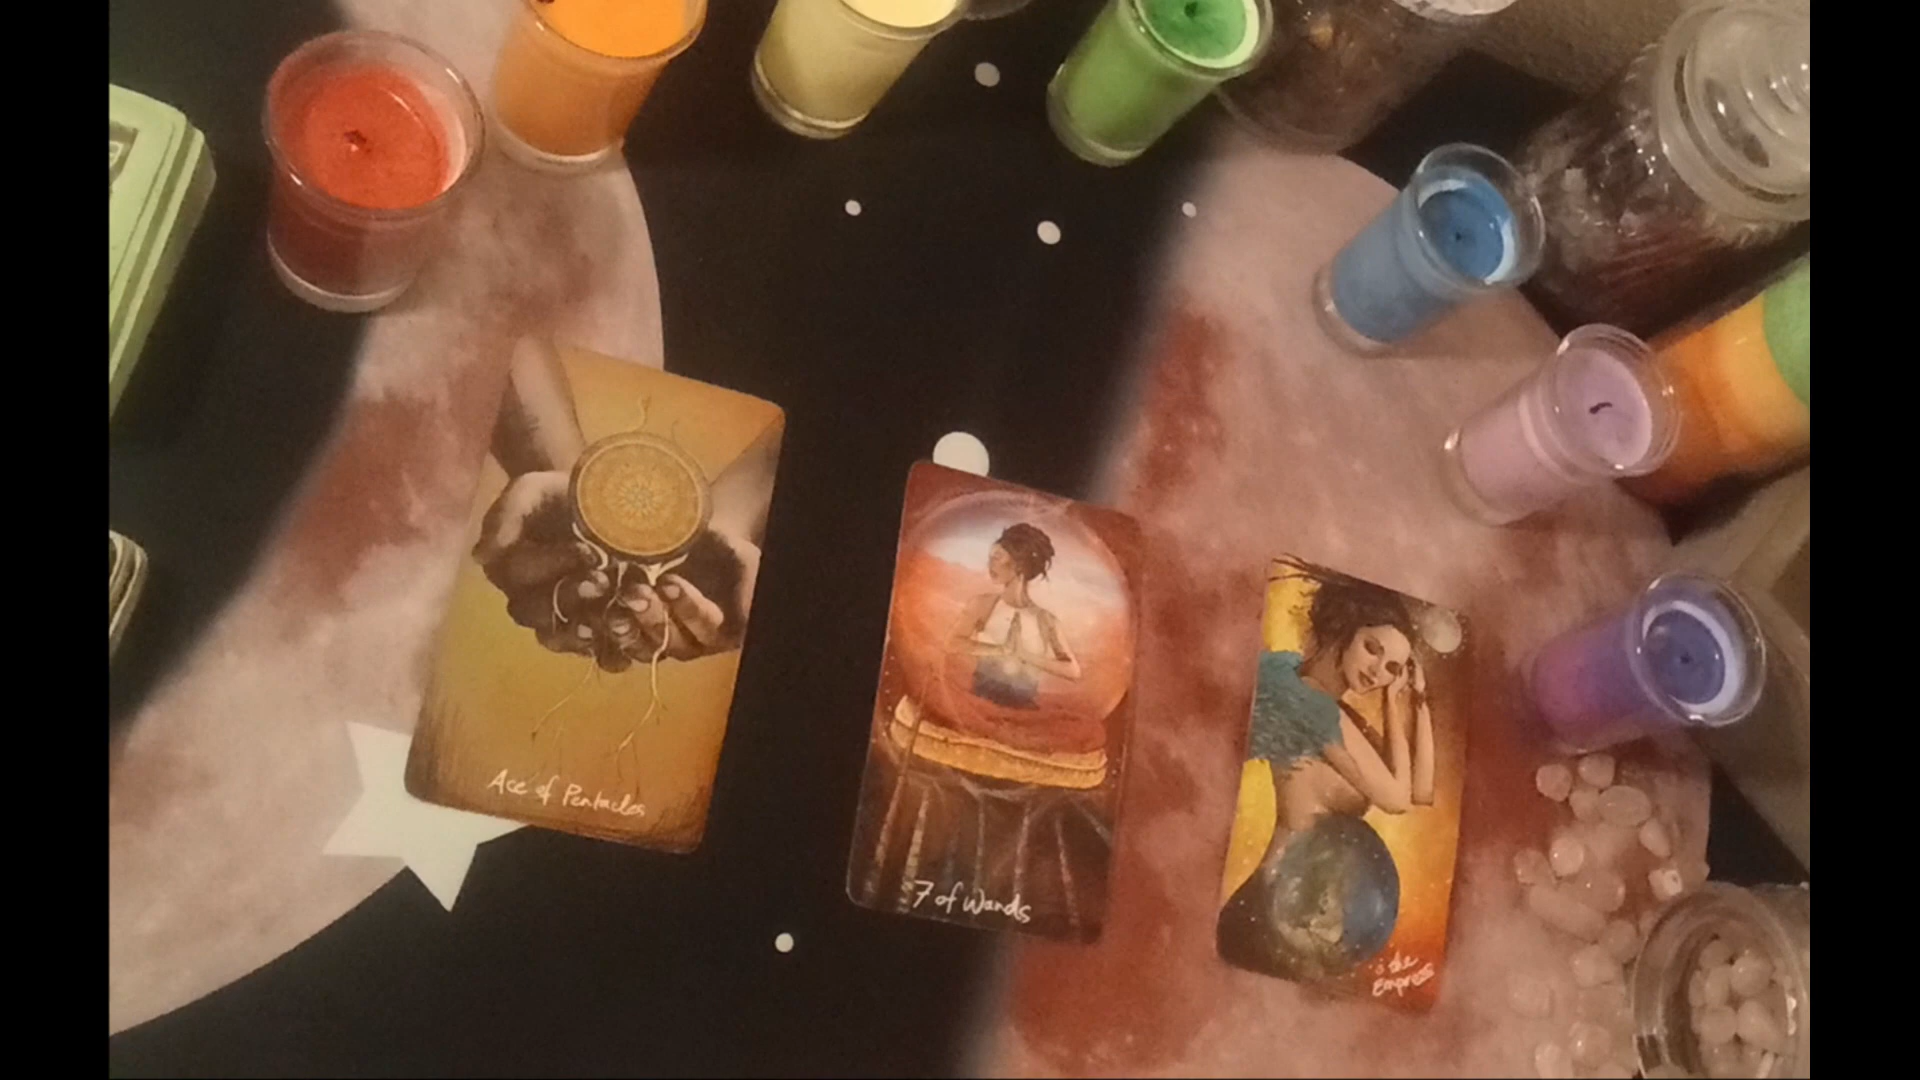 Ace of Pentacles
7 of Wands
the
Empress